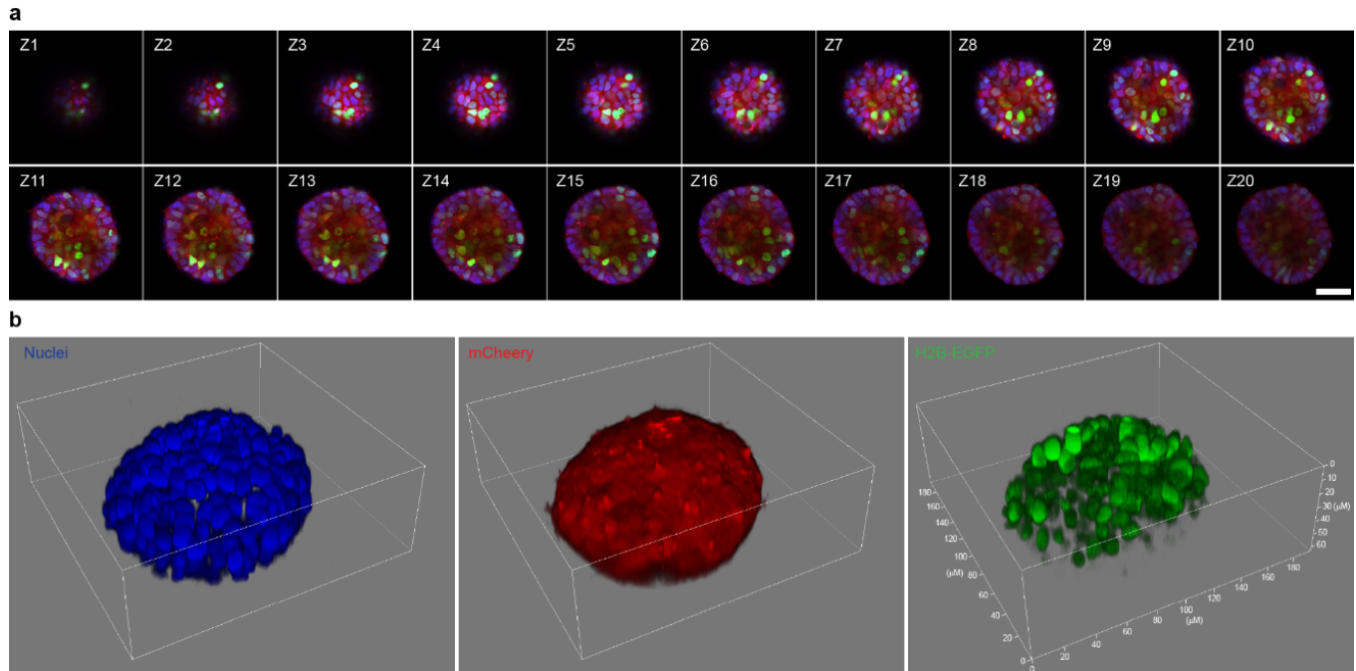 a
Z1 Z2 Z3 Z4 Z5 Z6 Z7 Z8 Z9 Z10
Z11 Z12 Z13 Z14 Z15 Z16 Z17 Z18 Z19 Z20
b
Nuclei mCheery H2B-EGFP
0
10
20
30 (μM)
40
50
60
180
160
140
120
100
(μM) 80
60
40
20
0
0 20 40 60 80 100 120 140 160 180
(μM)